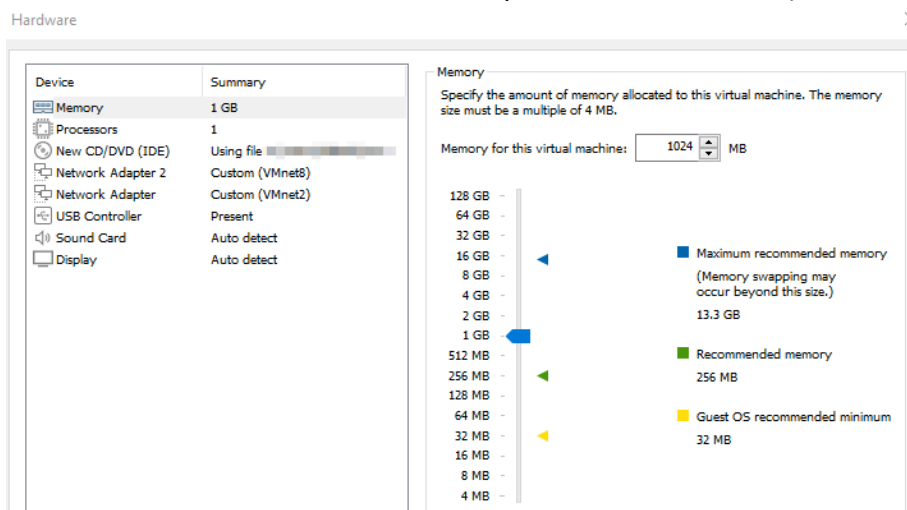 Hardware
Device Summary
Memory 1 GB
Processors 1
New CD/DVD (IDE) Using file
Network Adapter 2 Custom (VMnet8)
Network Adapter Custom (VMnet2)
USB Controller Present
Sound Card Auto detect
Display Auto detect
Memory
Specify the amount of memory allocated to this virtual machine. The memory
size must be a multiple of 4 MB.
Memory for this virtual machine: 1024 MB
128 GB
64 GB
32 GB
16 GB
8 GB
4 GB
2 GB
1 GB
512 MB
256 MB
128 MB
64 MB
32 MB
16 MB
8 MB
4 MB
Maximum recommended memory
(Memory swapping may
occur beyond this size.)
13.3 GB
Recommended memory
256 MB
Guest OS recommended minimum
32 MB